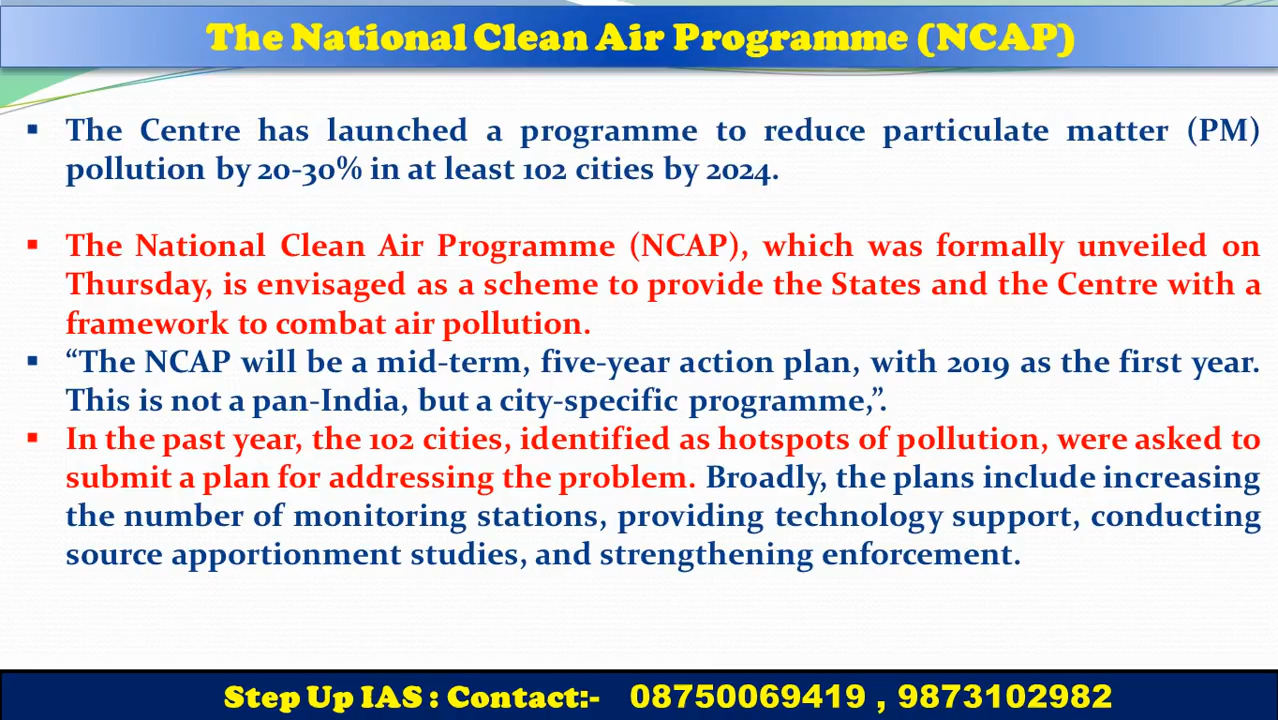 The National Clean Air Programme (NCAP)
▪ The Centre has launched a programme to reduce particulate matter (PM)
pollution by 20-30% in at least 102 cities by 2024.
▪ The National Clean Air Programme (NCAP), which was formally unveiled on
Thursday, is envisaged as a scheme to provide the States and the Centre with a
framework to combat air pollution.
▪ “The NCAP will be a mid-term, five-year action plan, with 2019 as the first year.
This is not a pan-India, but a city-specific programme,”.
▪ In the past year, the 102 cities, identified as hotspots of pollution, were asked to
submit a plan for addressing the problem. Broadly, the plans include increasing
the number of monitoring stations, providing technology support, conducting
source apportionment studies, and strengthening enforcement.
Step Up IAS : Contact:- 08750069419 , 9873102982